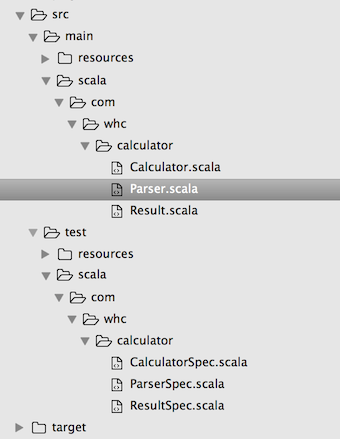 src
main
resources
scala
com
whc
calculator
Calculator.scala
Parser.scala
Result.scala
test
resources
scala
com
whc
calculator
CalculatorSpec.scala
ParserSpec.scala
ResultSpec.scala
target